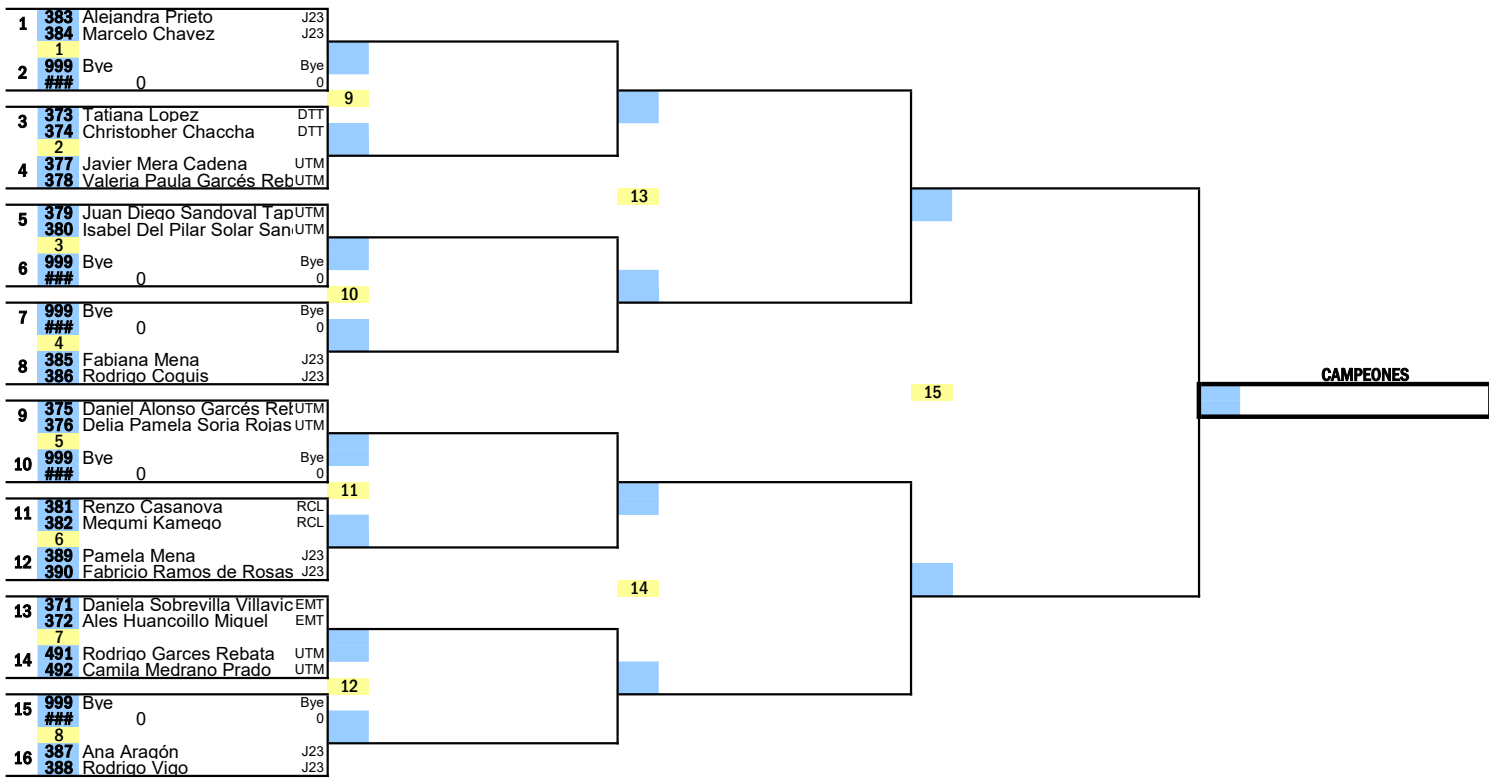 1 383 Alejandra Prieto J23
384 Marcelo Chavez J23
1
2 999 Bye Bye
### 0 0
9
3 373 Tatiana Lopez DTT
374 Christopher Chaccha DTT
2
4 377 Javier Mera Cadena UTM
378 Valeria Paula Garcés Reb UTM
13
5 379 Juan Diego Sandoval Tap UTM
380 Isabel Del Pilar Solar San UTM
3
6 999 Bye Bye
### 0 0
10
7 999 Bye Bye
### 0 0
4
8 385 Fabiana Mena J23
386 Rodrigo Coquis J23
CAMPEONES
15
9 375 Daniel Alonso Garcés Reb UTM
376 Delia Pamela Soria Rojas UTM
5
10 999 Bye Bye
### 0 0
11
11 381 Renzo Casanova RCL
382 Megumi Kamego RCL
6
12 389 Pamela Mena J23
390 Fabricio Ramos de Rosas J23
14
13 371 Daniela Sobrevilla Villavic EMT
372 Ales Huancoillo Miguel EMT
7
14 491 Rodrigo Garces Rebata UTM
492 Camila Medrano Prado UTM
12
15 999 Bye Bye
### 0 0
8
16 387 Ana Aragón J23
388 Rodrigo Vigo J23